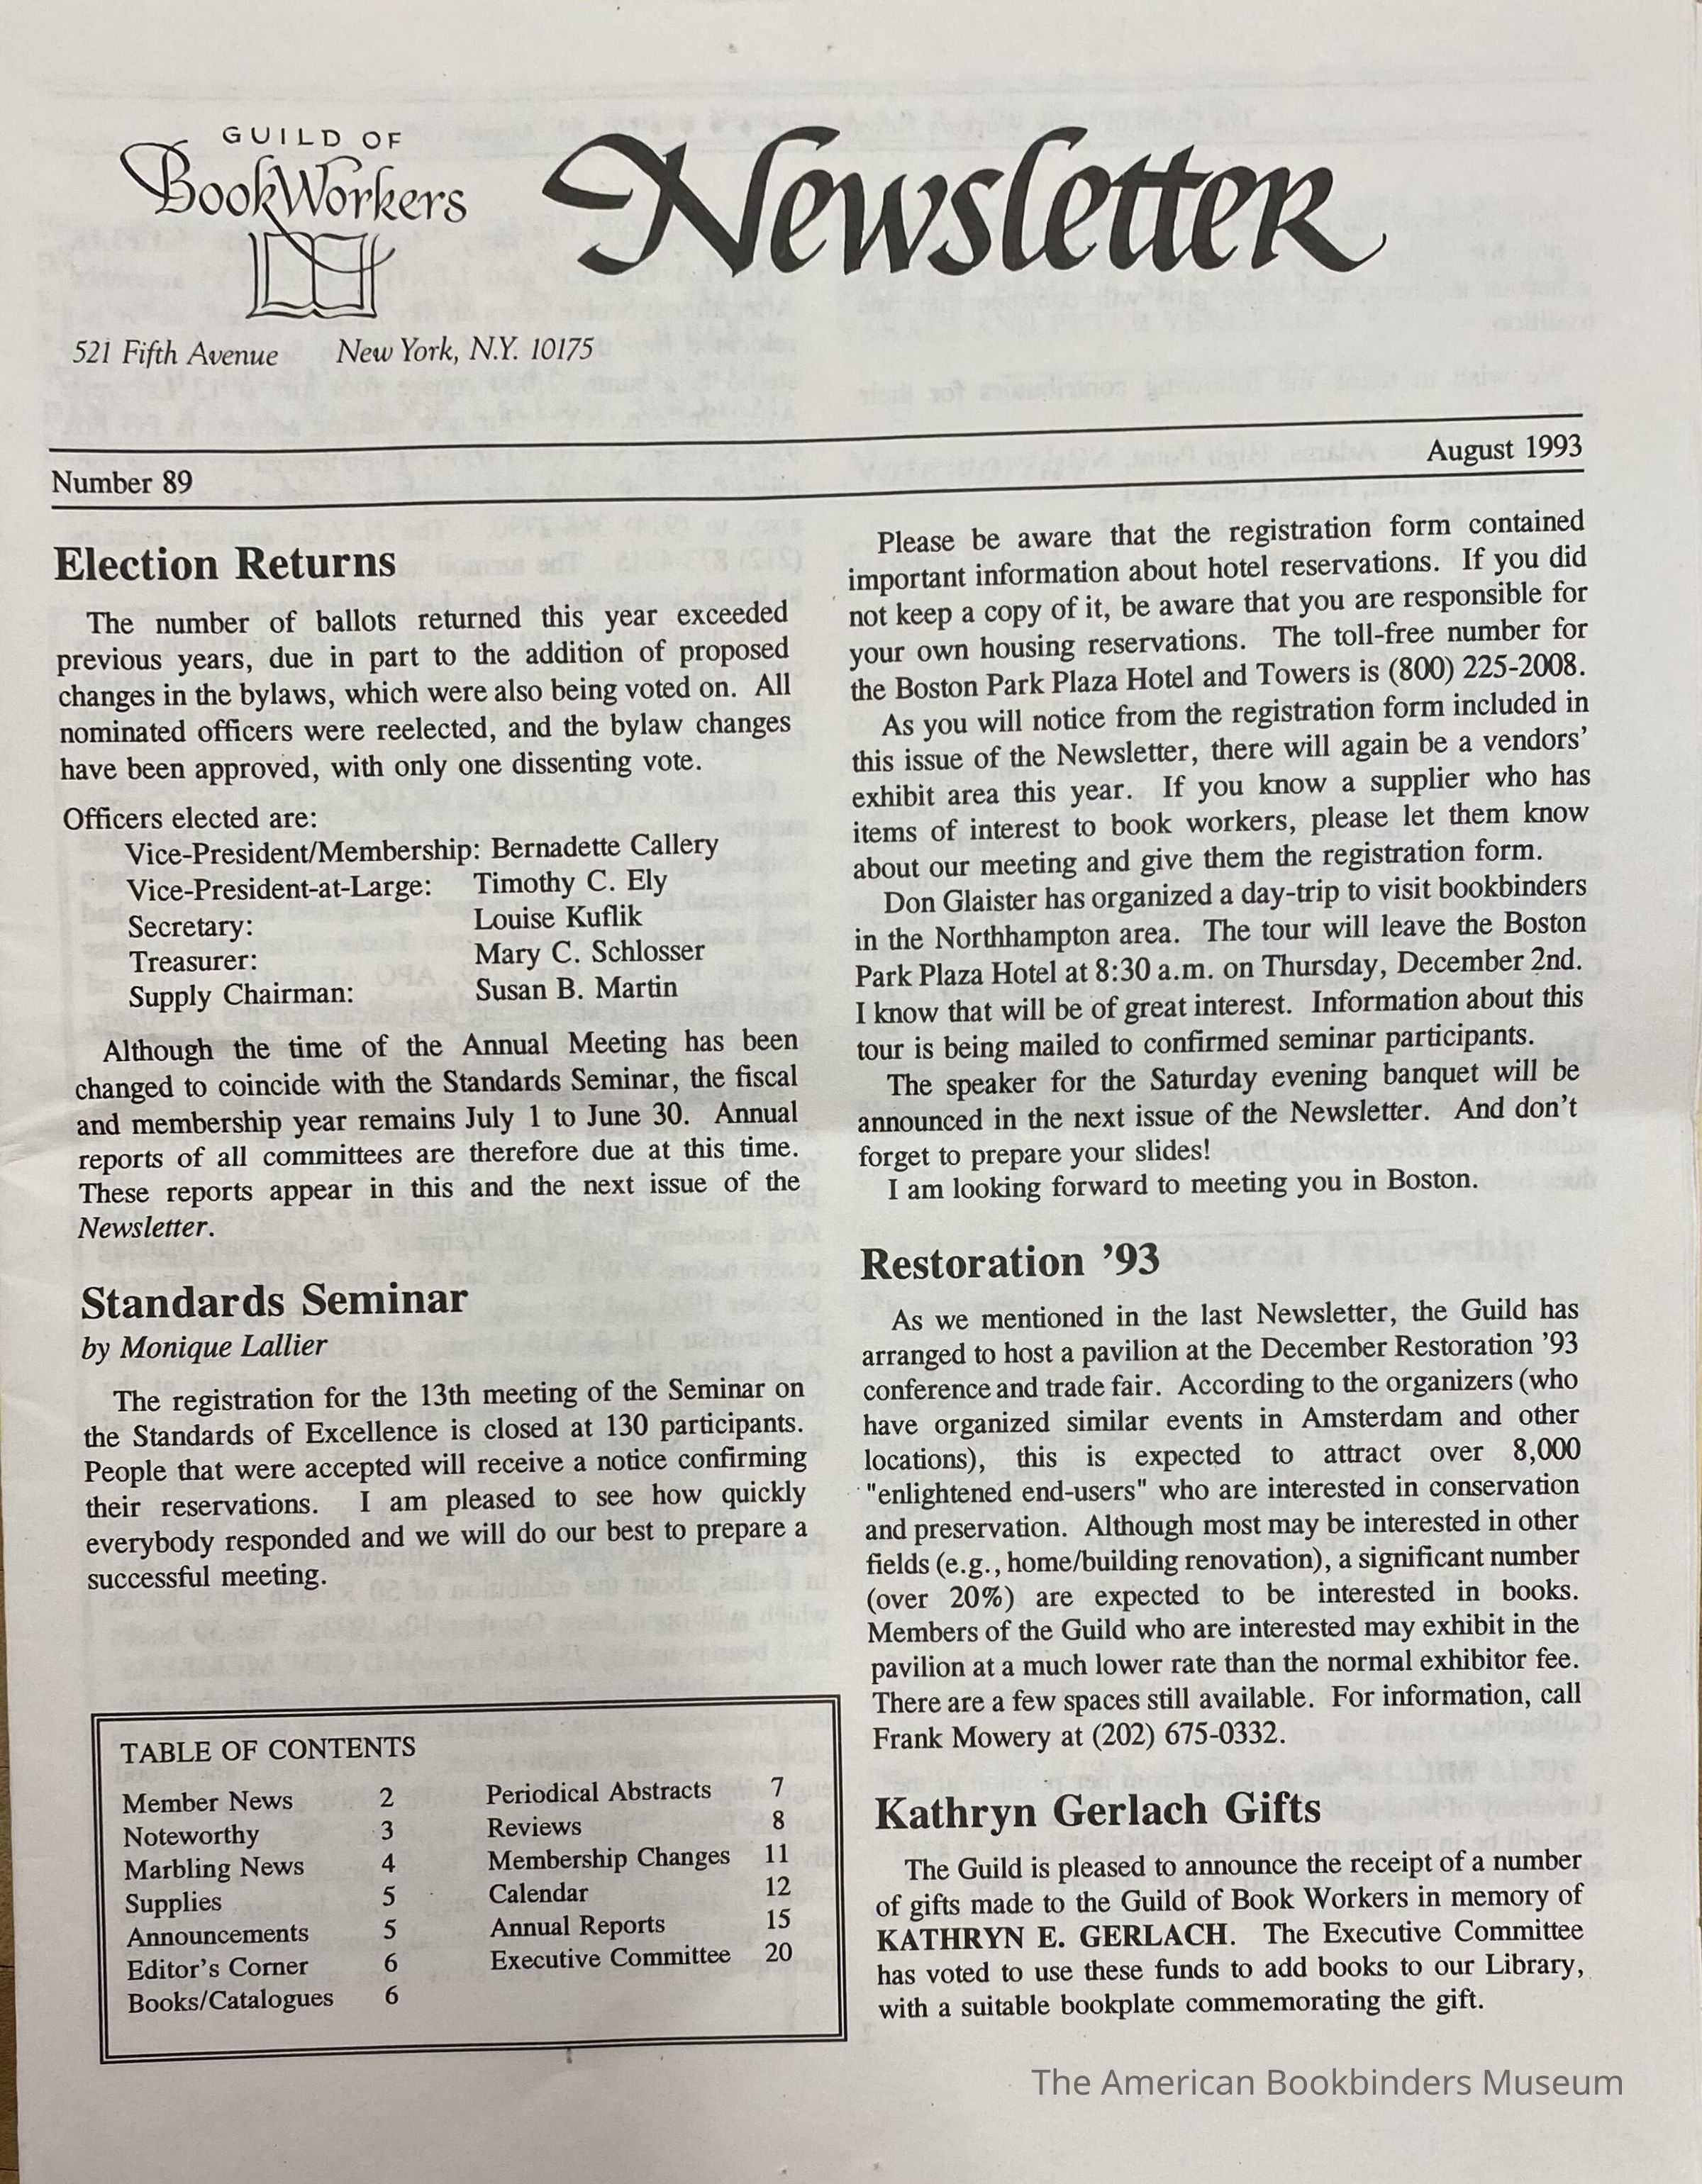 GUILD OF
BookWorkers
Newsletter
521 Fifth Avenue New York, N.Y. 10175
Number 89
August 1993
Election Returns
The number of ballots returned this year exceeded
previous years, due in part to the addition of proposed
changes in the bylaws, which were also being voted on. All
nominated officers were reelected, and the bylaw changes
have been approved, with only one dissenting vote.
Officers elected are:
Vice-President/Membership: Bernadette Callery
Vice-President-at-Large: Timothy C. Ely
Secretary: Louise Kuflik
Treasurer: Mary C. Schlosser
Supply Chairman: Susan B. Martin
Although the time of the Annual Meeting has been
changed to coincide with the Standards Seminar, the fiscal
and membership year remains July 1 to June 30. Annual
reports of all committees are therefore due at this time.
These reports appear in this and the next issue of the
Newsletter.
Standards Seminar
by Monique Lallier
The registration for the 13th meeting of the Seminar on
the Standards of Excellence is closed at 130 participants.
People that were accepted will receive a notice confirming
their reservations. I am pleased to see how quickly
everybody responded and we will do our best to prepare a
successful meeting.
TABLE OF CONTENTS
Member News 2
Noteworthy 3
Marbling News 4
Supplies 5
Announcements 5
Editor's Corner 6
Books/Catalogues 6
Periodical Abstracts 7
Reviews 8
Membership Changes 11
Calendar 12
Annual Reports 15
Executive Committee 20
Please be aware that the registration form contained
important information about hotel reservations. If you did
not keep a copy of it, be aware that you are responsible for
your own housing reservations. The toll-free number for
the Boston Park Plaza Hotel and Towers is (800) 225-2008.
As you will notice from the registration form included in
this issue of the Newsletter, there will again be a vendors'
exhibit area this year. If you know a supplier who has
items of interest to book workers, please let them know
about our meeting and give them the registration form.
Don Glaister has organized a day-trip to visit bookbinders
in the Northhampton area. The tour will leave the Boston
Park Plaza Hotel at 8:30 a.m. on Thursday, December 2nd.
I know that will be of great interest. Information about this
tour is being mailed to confirmed seminar participants.
The speaker for the Saturday evening banquet will be
announced in the next issue of the Newsletter. And don't
forget to prepare your slides!
I am looking forward to meeting you in Boston.
Restoration '93
As we mentioned in the last Newsletter, the Guild has
arranged to host a pavilion at the December Restoration '93
conference and trade fair. According to the organizers (who
have organized similar events in Amsterdam and other
locations), this is expected to attract over 8,000
"enlightened end-users" who are interested in conservation
and preservation. Although most may be interested in other
fields (e.g., home/building renovation), a significant number
(over 20%) are expected to be interested in books.
Members of the Guild who are interested may exhibit in the
pavilion at a much lower rate than the normal exhibitor fee.
There are a few spaces still available. For information, call
Frank Mowery at (202) 675-0332.
Kathryn Gerlach Gifts
The Guild is pleased to announce the receipt of a number
of gifts made to the Guild of Book Workers in memory of
KATHRYN E. GERLACH. The Executive Committee
has voted to use these funds to add books to our Library,
with a suitable bookplate commemorating the gift.
The American Bookbinders Museum